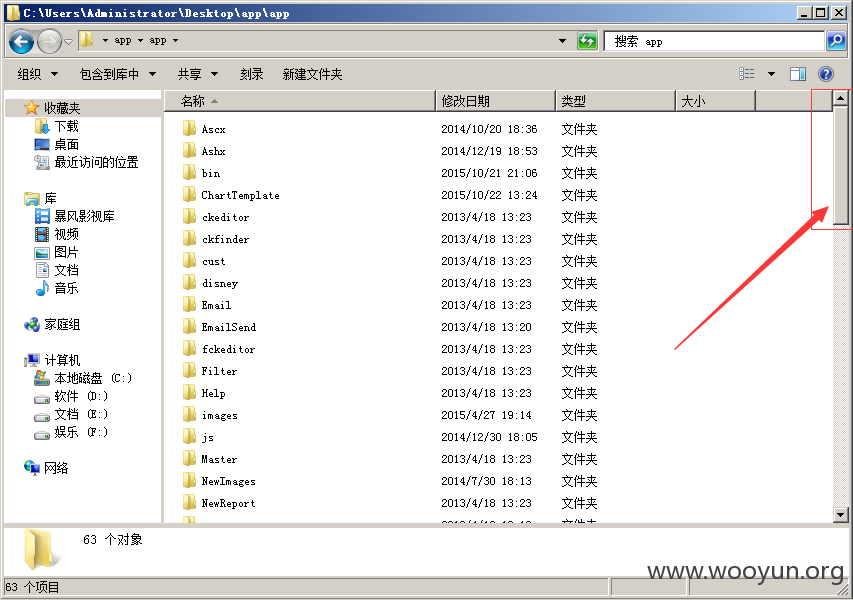 C:\Users\Administrator\Desktop\app\app
app app
搜索 app
组织 包含到库中 共享 刻录 新建文件夹
收藏夹
下载
桌面
最近访问的位置
库
暴风影视库
视频
图片
文档
音乐
家庭组
计算机
本地磁盘 (C:)
软件 (D:)
文档 (E:)
娱乐 (F:)
网络
名称 修改日期 类型 大小
Ascx 2014/10/20 18:36 文件夹
Ashx 2014/12/19 18:53 文件夹
bin 2015/10/21 21:06 文件夹
ChartTemplate 2015/10/22 13:24 文件夹
ckeditor 2013/4/18 13:23 文件夹
ckfinder 2013/4/18 13:23 文件夹
cust 2013/4/18 13:23 文件夹
disney 2013/4/18 13:23 文件夹
Email 2013/4/18 13:23 文件夹
EmailSend 2013/4/18 13:20 文件夹
fckeditor 2013/4/18 13:23 文件夹
Filter 2013/4/18 13:23 文件夹
Help 2013/4/18 13:23 文件夹
images 2015/4/27 19:14 文件夹
js 2014/12/30 18:05 文件夹
Master 2013/4/18 13:23 文件夹
NewImages 2014/7/30 18:13 文件夹
NewReport 2013/4/18 13:23 文件夹
63 个对象
www.wooyun.org
63 个项目